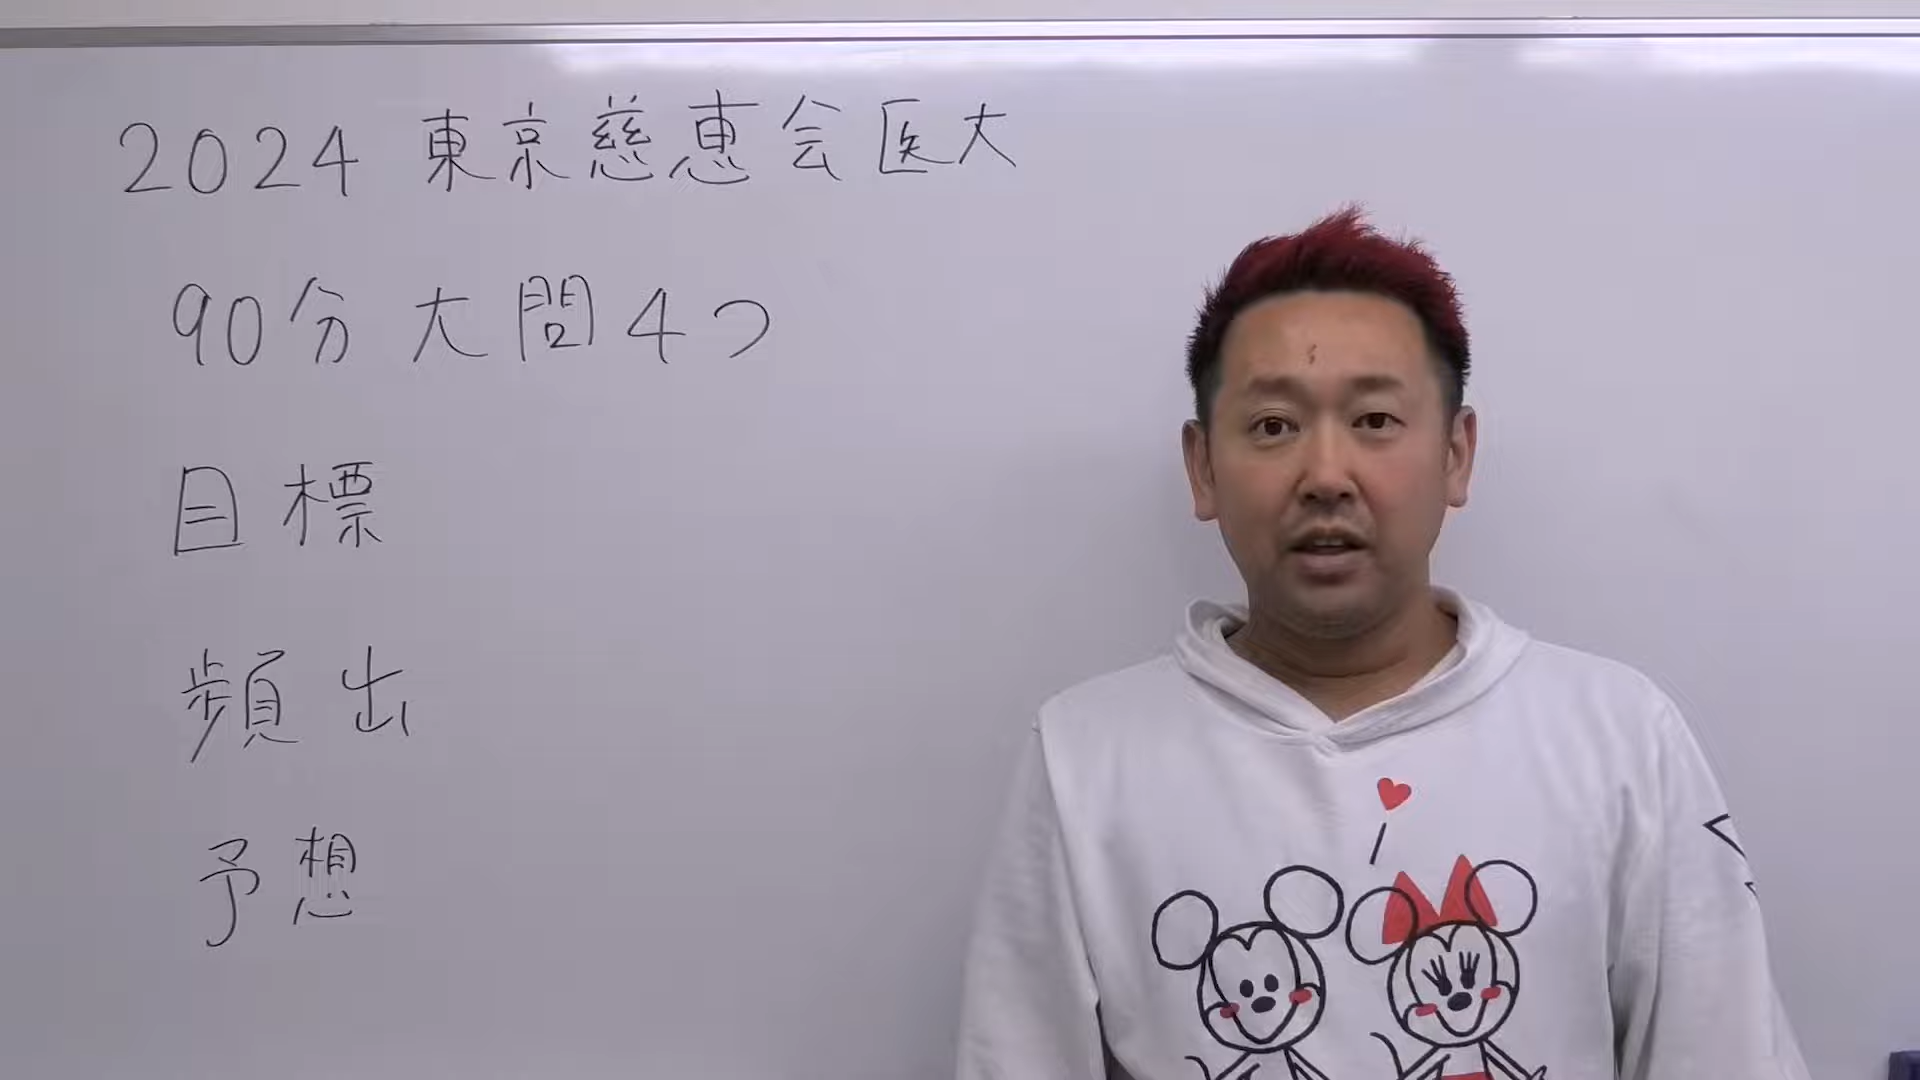 2024 東京慈恵会医大
90分 大問4つ
目標
頻出
予想